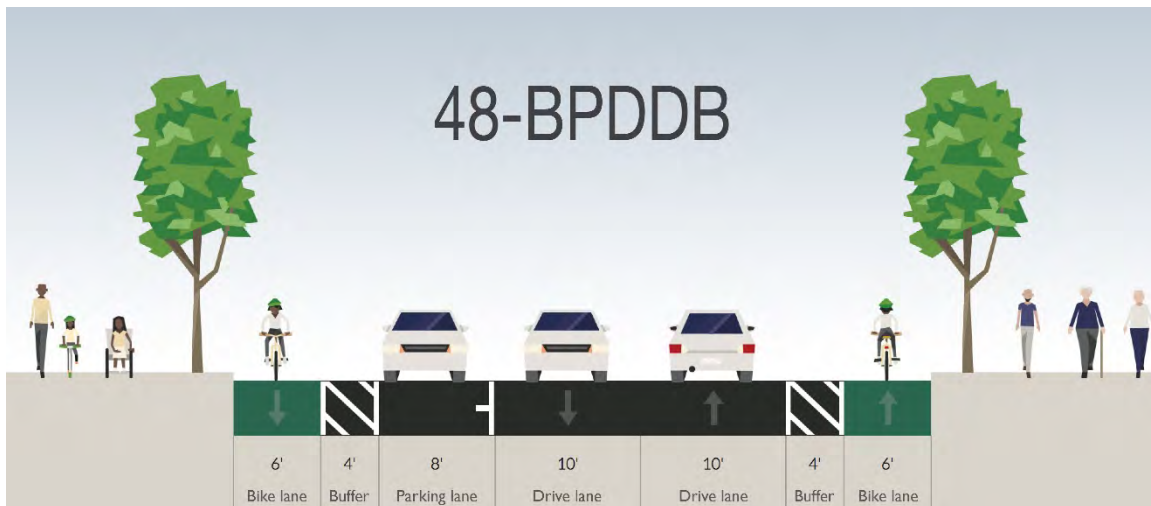 48-BPDDB
6' 4' 8' 10' 10' 4' 6'
Bike lane Buffer Parking lane Drive lane Drive lane Buffer Bike lane